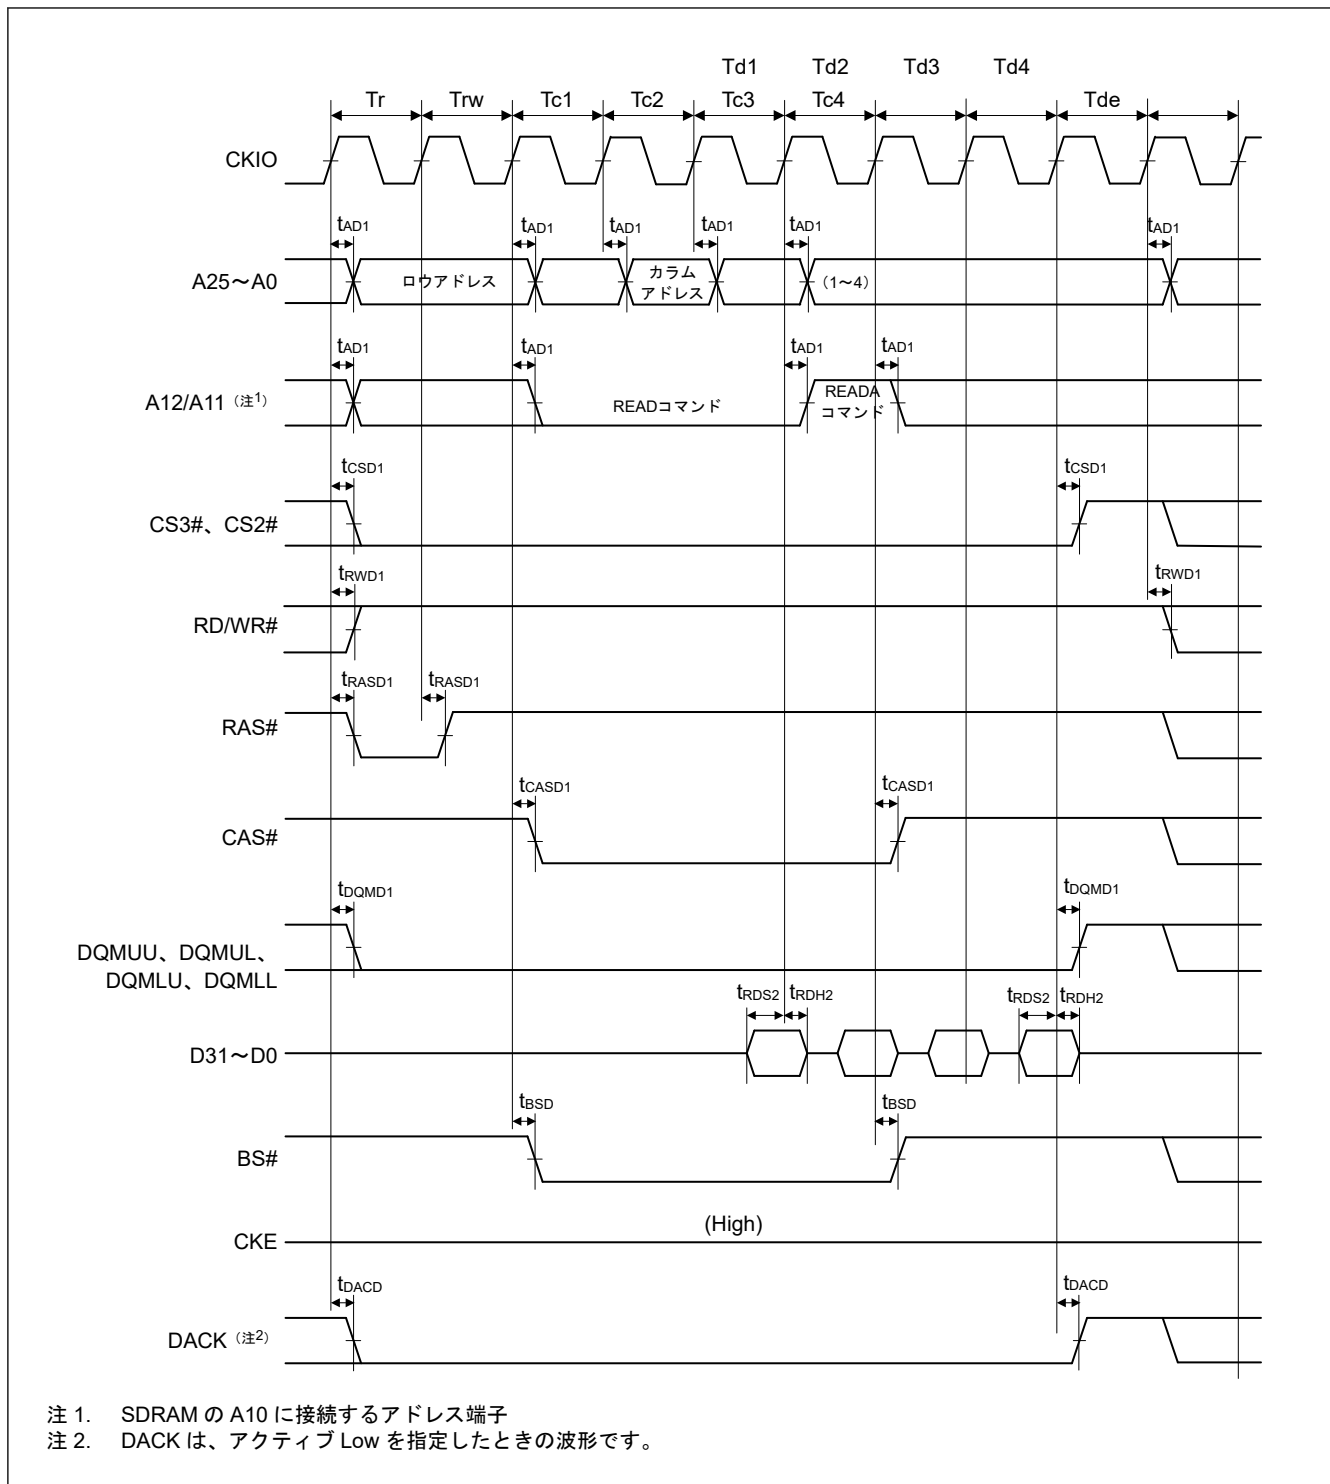 Td1 Td2 Td3 Td4
Tr Trw Tc1 Tc2 Tc3 Tc4 Tde
CKIO
tAD1 tAD1 tAD1 tAD1 tAD1 tAD1
A25～A0 ロウアドレス カラム アドレス （1～4）
tAD1 tAD1 tAD1 tAD1
A12/A11（注1） READコマンド READA コマンド
tCSD1 tCSD1
CS3#、CS2#
tRWD1 tRWD1
RD/WR#
tRASD1 tRASD1
RAS#
tCASD1 tCASD1
CAS#
tDQMD1 tDQMD1
DQMUU、DQMUL、
DQMLU、DQMLL
tRDS2 tRDH2 tRDS2 tRDH2
D31～D0
tBSD tBSD
BS#
(High)
CKE
tDACD tDACD
DACK（注2）
注 1. SDRAM の A10 に接続するアドレス端子
注 2. DACK は、アクティブ Low を指定したときの波形です。